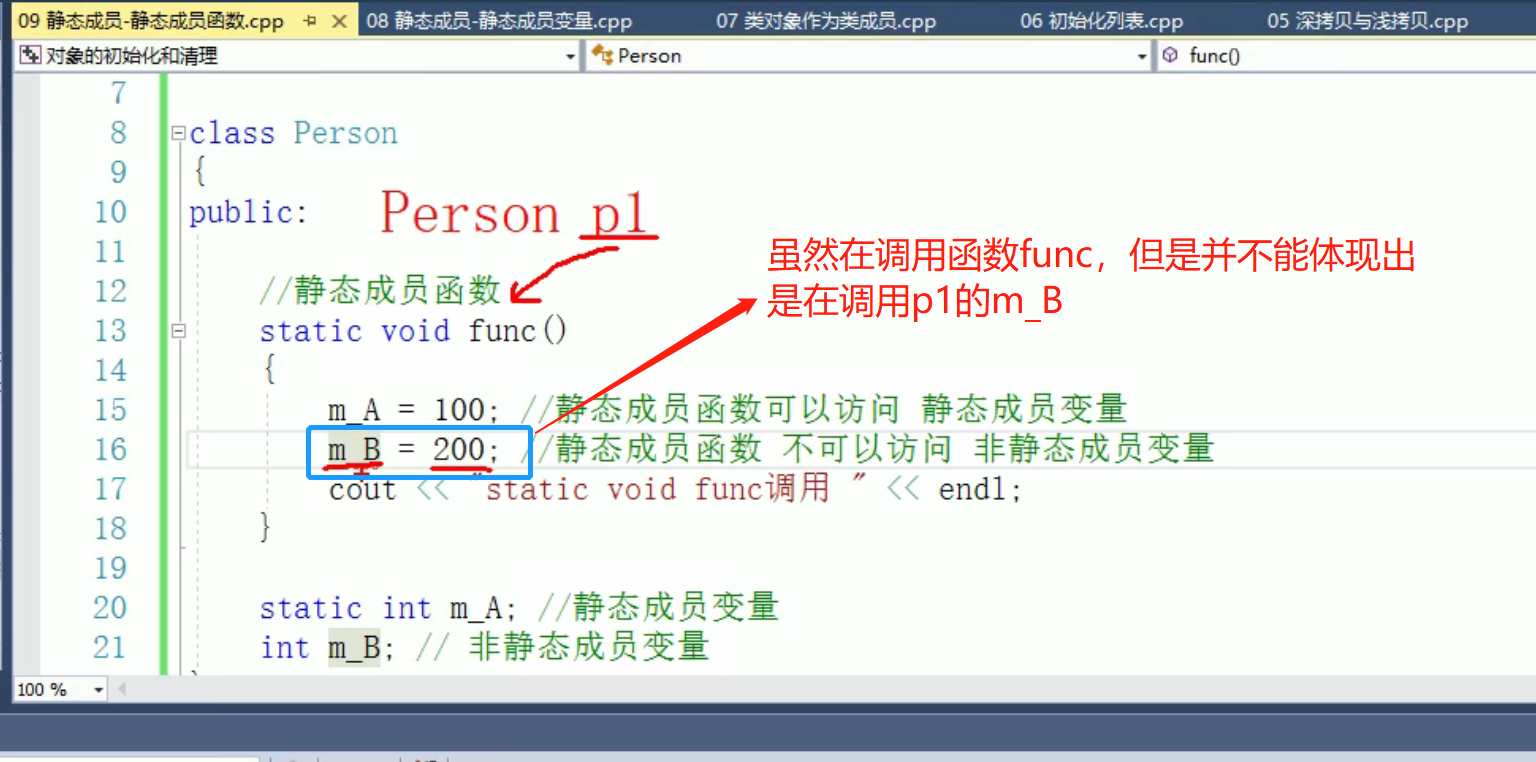 09 静态成员-静态成员函数.cpp 08 静态成员-静态成员变量.cpp 07 类对象作为类成员.cpp 06 初始化列表.cpp 05 深拷贝与浅拷贝.cpp
对象的初始化和清理 Person func()
7
8 class Person
9 {
10 public: Person p1
11
虽然在调用函数func，但是并不能体现出
是在调用p1的m_B
12 //静态成员函数
13 static void func()
14 {
15 m_A = 100; //静态成员函数可以访问 静态成员变量
16 m_B = 200; //静态成员函数 不可以访问 非静态成员变量
17 cout << "static void func调用 " << endl;
18 }
19
20 static int m_A; //静态成员变量
21 int m_B; // 非静态成员变量
100 %